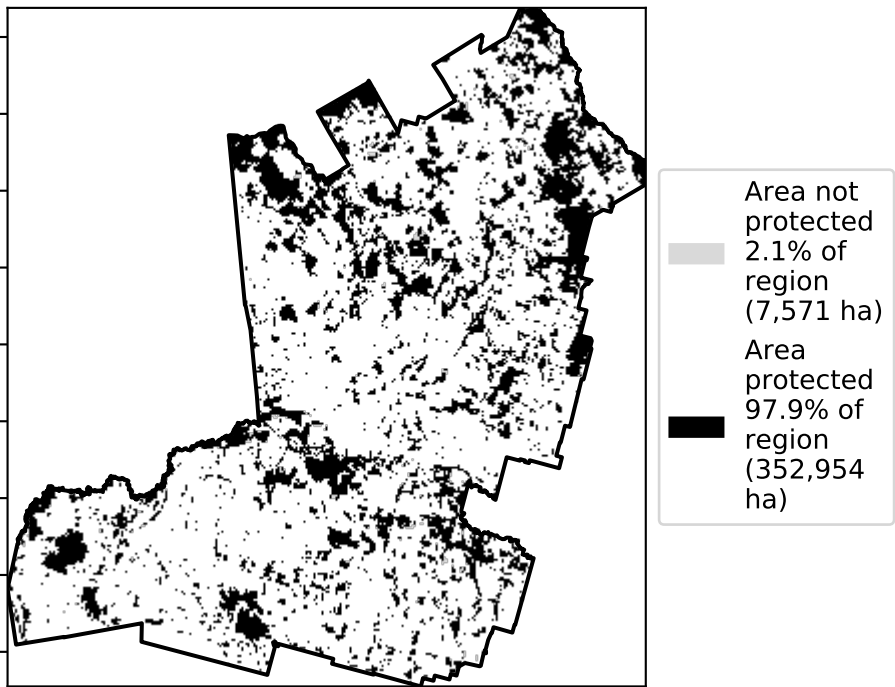 Area not
protected
2.1% of
region
(7,571 ha)
Area
protected
97.9% of
region
(352,954
ha)